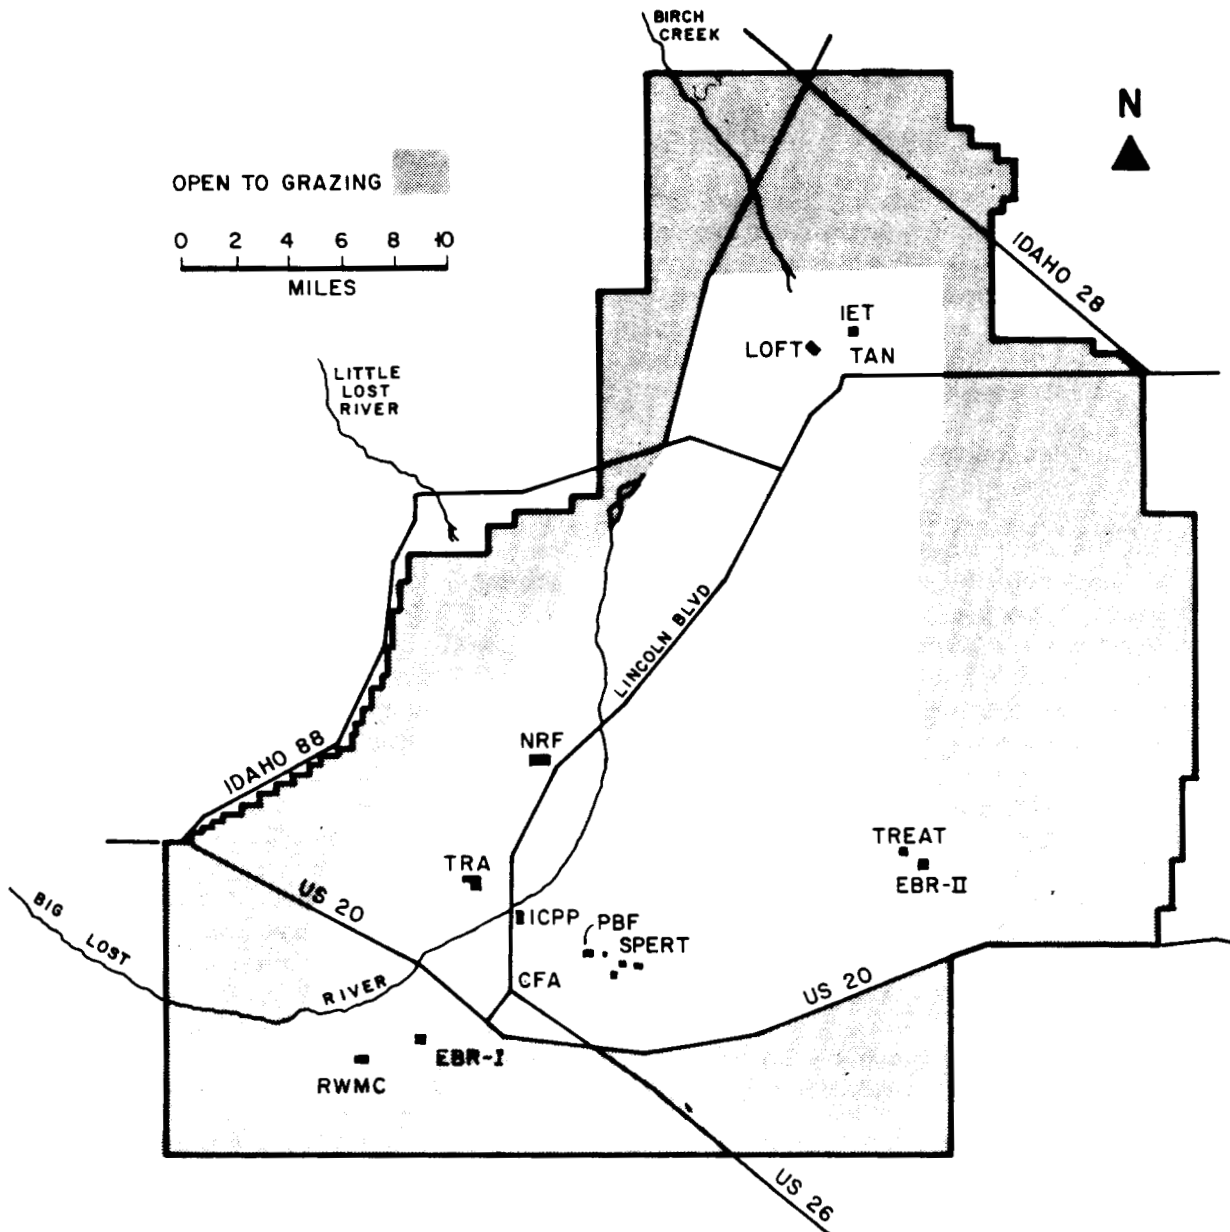 BIRCH
CREEK
N
OPEN TO GRAZING
0 2 4 6 8 10
MILES
IDAHO 28
IET
LOFT
TAN
LITTLE
LOST
RIVER
LINCOLN BLVD
NRF
IDAHO 88
TREAT
EBR-II
TRA
US 20
ICPP
PBF
SPERT
BIG
LOST
RIVER
CFA
US 20
EBR-I
RWMC
US 26